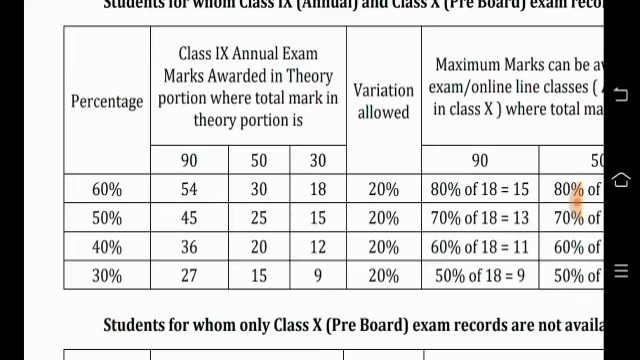 Students for whom Class IX (Annual) and Class X (Pre Board) exam
Percentage
Class IX Annual Exam
Marks Awarded in Theory
portion where total mark in
theory portion is
Variation
allowed
Maximum Marks can be
exam/online line classes (
in class X ) where total
90 50 30 90
60% 54 30 18 20% 80% of 18 = 15 80% of
50% 45 25 15 20% 70% of 18 = 13 70% of
40% 36 20 12 20% 60% of 18 = 11 60% of
30% 27 15 9 20% 50% of 18 = 9 50% of
Students for whom only Class X (Pre Board) exam records are not